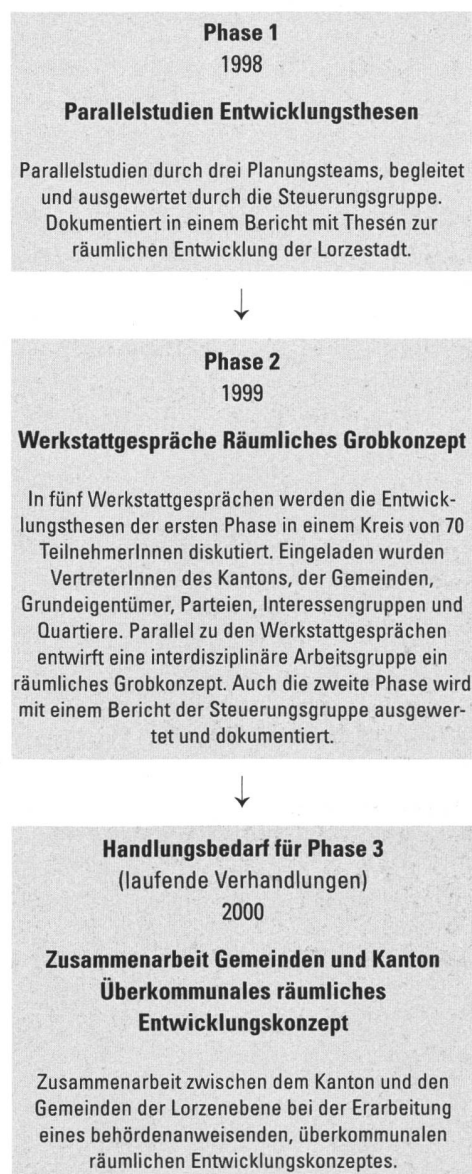 Phase 1
1998
Parallelstudien Entwicklungsthesen
Parallelstudien durch drei Planungsteams, begleitet
und ausgewertet durch die Steuerungsgruppe.
Dokumentiert in einem Bericht mit Thesen zur
räumlichen Entwicklung der Lorzestadt.
↓
Phase 2
1999
Werkstattgespräche Räumliches Grobkonzept
In fünf Werkstattgesprächen werden die Entwick-
lungsthesen der ersten Phase in einem Kreis von 70
TeilnehmerInnen diskutiert. Eingeladen wurden
VertreterInnen des Kantons, der Gemeinden,
Grundeigentümer, Parteien, Interessengruppen und
Quartiere. Parallel zu den Werkstattgesprächen
entwirft eine interdisziplinäre Arbeitsgruppe ein
räumliches Grobkonzept. Auch die zweite Phase wird
mit einem Bericht der Steuerungsgruppe ausgewer-
tet und dokumentiert.
↓
Handlungsbedarf für Phase 3
(laufende Verhandlungen)
2000
Zusammenarbeit Gemeinden und Kanton
Überkommunales räumliches
Entwicklungskonzept
Zusammenarbeit zwischen dem Kanton und den
Gemeinden der Lorzenebene bei der Erarbeitung
eines behördenanweisenden, überkommunalen
räumlichen Entwicklungskonzeptes.